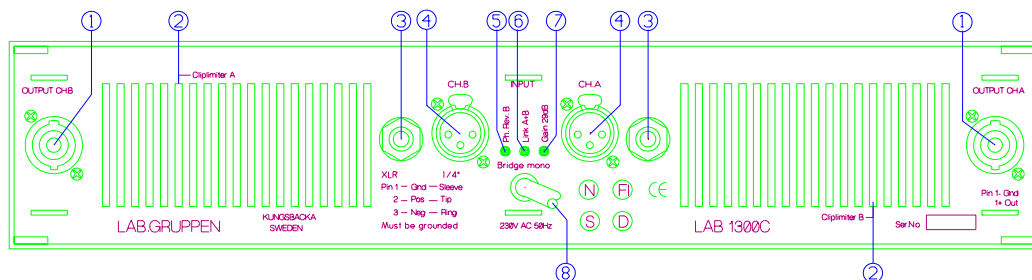 1 2 3 4 5 6 7 4 3 1
Cliplimiter A
OUTPUT CH.B
CH.B
INPUT
CH.A
OUTPUT CH.A
Ph. Rev. B
Link A+B
Gain 29dB
Bridge mono
XLR 1/4"
Pin 1 — Gnd — Sleeve
2 — Pos — Tip
3 — Neg — Ring
Must be grounded
230V AC 50Hz
N FI
S D
CE
LAB.GRUPPEN
KUNGSBACKA
SWEDEN
LAB 1300C
Cliplimiter B
Ser.No
Pin 1- Gnd
1+ Out
8
2